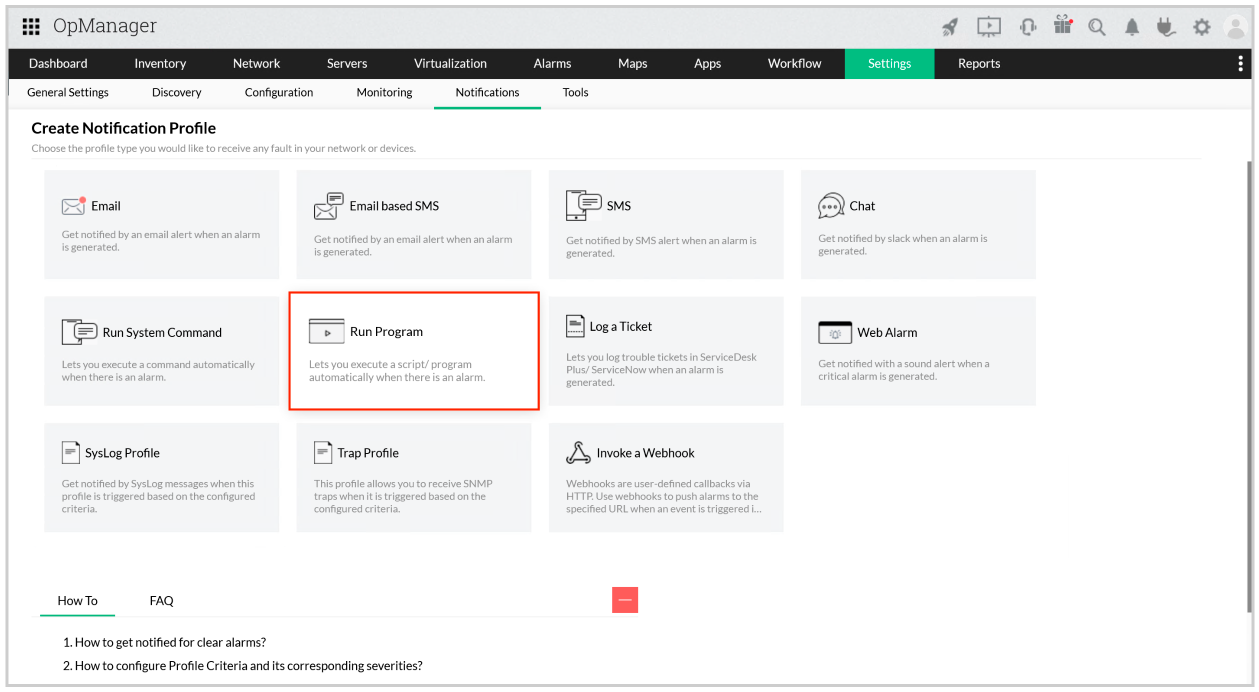 OpManager
Dashboard Inventory Network Servers Virtualization Alarms Maps Apps Workflow Settings Reports
General Settings Discovery Configuration Monitoring Notifications Tools
Create Notification Profile
Choose the profile type you would like to receive any fault in your network or devices.
Email
Get notified by an email alert when an alarm
is generated.
Email based SMS
Get notified by an email alert when an alarm
is generated.
SMS
Get notified by SMS alert when an alarm is
generated.
Chat
Get notified by slack when an alarm is
generated.
Run System Command
Lets you execute a command automatically
when there is an alarm.
Run Program
Lets you execute a script/ program
automatically when there is an alarm.
Log a Ticket
Lets you log trouble tickets in ServiceDesk
Plus/ ServiceNow when an alarm is
generated.
Web Alarm
Get notified with a sound alert when a
critical alarm is generated.
SysLog Profile
Get notified by SysLog messages when this
profile is triggered based on the configured
criteria.
Trap Profile
This profile allows you to receive SNMP
traps when it is triggered based on the
configured criteria.
Invoke a Webhook
Webhooks are user-defined callbacks via
HTTP. Use webhooks to push alarms to the
specified URL when an event is triggered i...
How To FAQ
1. How to get notified for clear alarms?
2. How to configure Profile Criteria and its corresponding severities?